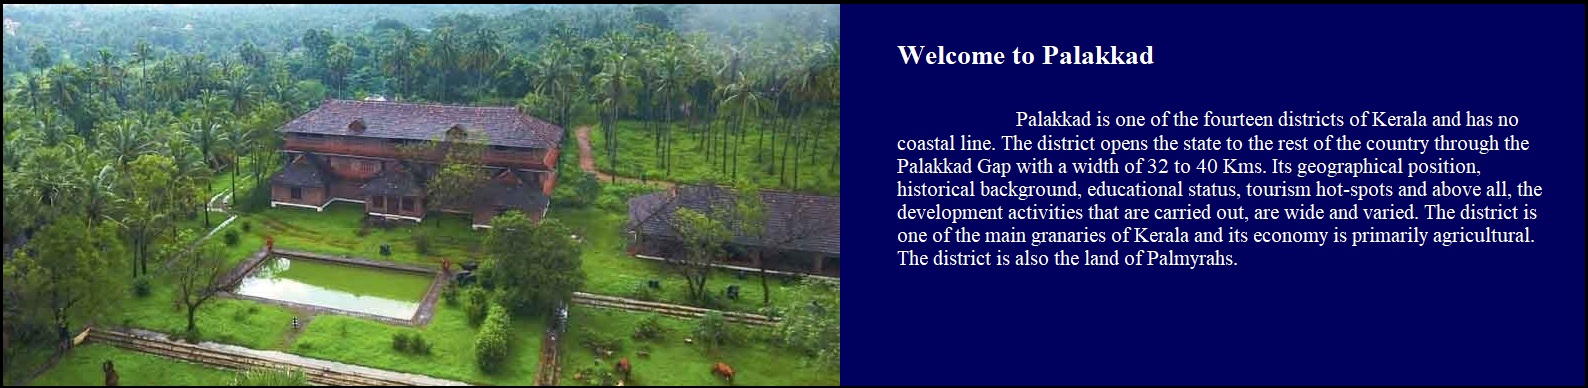 Welcome to Palakkad
Palakkad is one of the fourteen districts of Kerala and has no
coastal line. The district opens the state to the rest of the country through the
Palakkad Gap with a width of 32 to 40 Kms. Its geographical position,
historical background, educational status, tourism hot-spots and above all, the
development activities that are carried out, are wide and varied. The district is
one of the main granaries of Kerala and its economy is primarily agricultural.
The district is also the land of Palmyrahs.